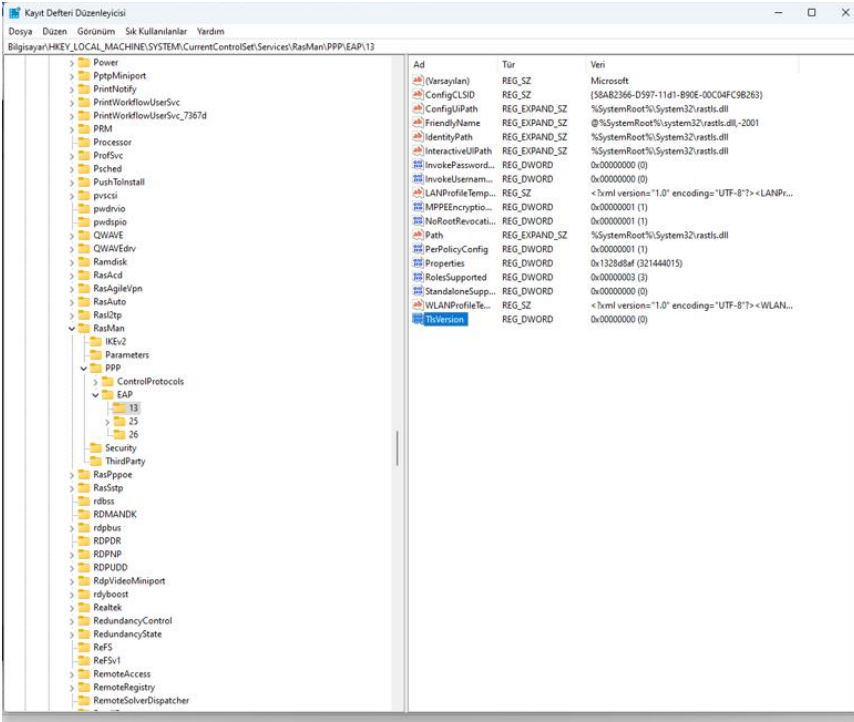 Kayıt Defteri Düzenleyicisi
Dosya Düzen Görünüm Sık Kullanılanlar Yardım
Bilgisayar\HKEY_LOCAL_MACHINE\SYSTEM\CurrentControlSet\Services\RasMan\PPP\EAP\13
Power
PptpMiniport
PrintNotify
PrintWorkflowUserSvc
PrintWorkflowUserSvc_7367d
PRM
Processor
ProfSvc
Psched
PushToInstall
pvscsi
pwdrvio
pwdspio
QWAVE
QWAVEdrv
Ramdisk
RasAcd
RasAgileVpn
RasAuto
Rasl2tp
RasMan
IKEv2
Parameters
PPP
ControlProtocols
EAP
13
25
26
Security
ThirdParty
RasPppoe
RasSstp
rdbss
RDMANDK
rdpbus
RDPDR
RDPNP
RDPUDD
RdpVideoMiniport
rdyboost
Realtek
RedundancyControl
RedundancyState
ReFS
ReFSv1
RemoteAccess
RemoteRegistry
RemoteSolverDispatcher
Ad Tür Veri
(Varsayılan) REG_SZ Microsoft
ConfigCLSID REG_SZ {58AB2366-D597-11d1-B90E-00C04FC9B263}
ConfigUiPath REG_EXPAND_SZ %SystemRoot%\System32\rastls.dll
FriendlyName REG_EXPAND_SZ @%SystemRoot%\system32\rastls.dll,-2001
IdentityPath REG_EXPAND_SZ %SystemRoot%\System32\rastls.dll
InteractiveUIPath REG_EXPAND_SZ %SystemRoot%\System32\rastls.dll
InvokePassword... REG_DWORD 0x00000000 (0)
InvokeUsernam... REG_DWORD 0x00000000 (0)
LANProfileTemp... REG_SZ <?xml version="1.0" encoding="UTF-8"?><LANPr...
MPPEEncryptio... REG_DWORD 0x00000001 (1)
NoRootRevocati... REG_DWORD 0x00000001 (1)
Path REG_EXPAND_SZ %SystemRoot%\System32\rastls.dll
PerPolicyConfig REG_DWORD 0x00000001 (1)
Properties REG_DWORD 0x1328d8af (321444015)
RolesSupported REG_DWORD 0x00000003 (3)
StandaloneSupp... REG_DWORD 0x00000000 (0)
WLANProfileTe... REG_SZ <?xml version="1.0" encoding="UTF-8"?><WLAN...
TlsVersion REG_DWORD 0x00000000 (0)